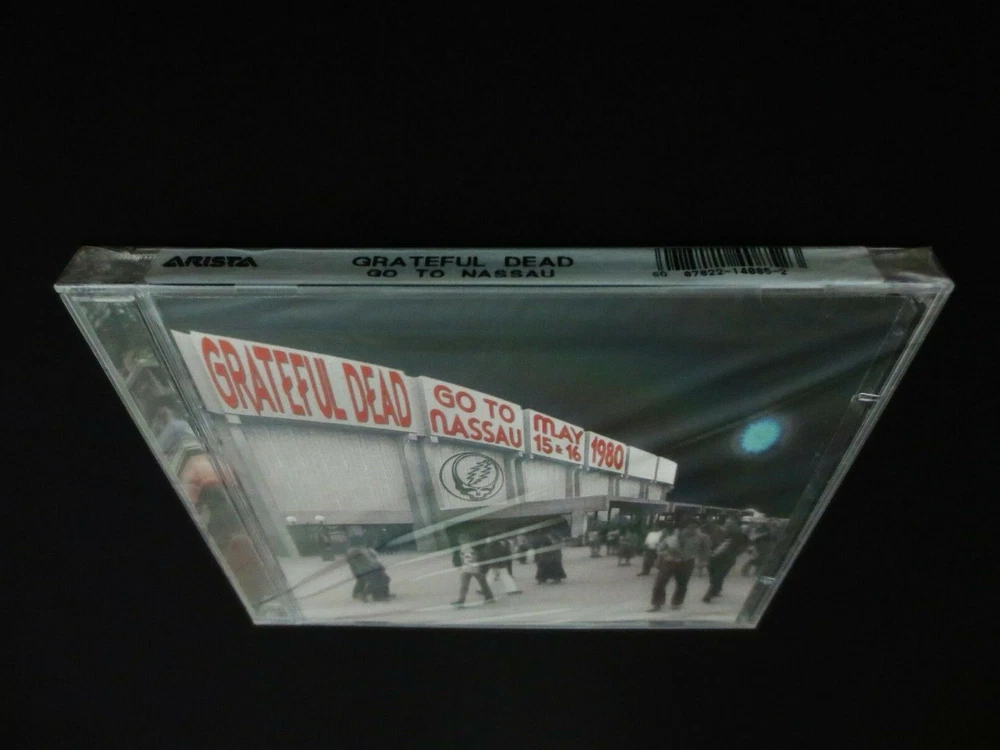 ARISTA
GRATEFUL DEAD
GO TO NASSAU
GRATEFUL DEAD
GO TO
NASSAU
MAY
15 & 16
1980